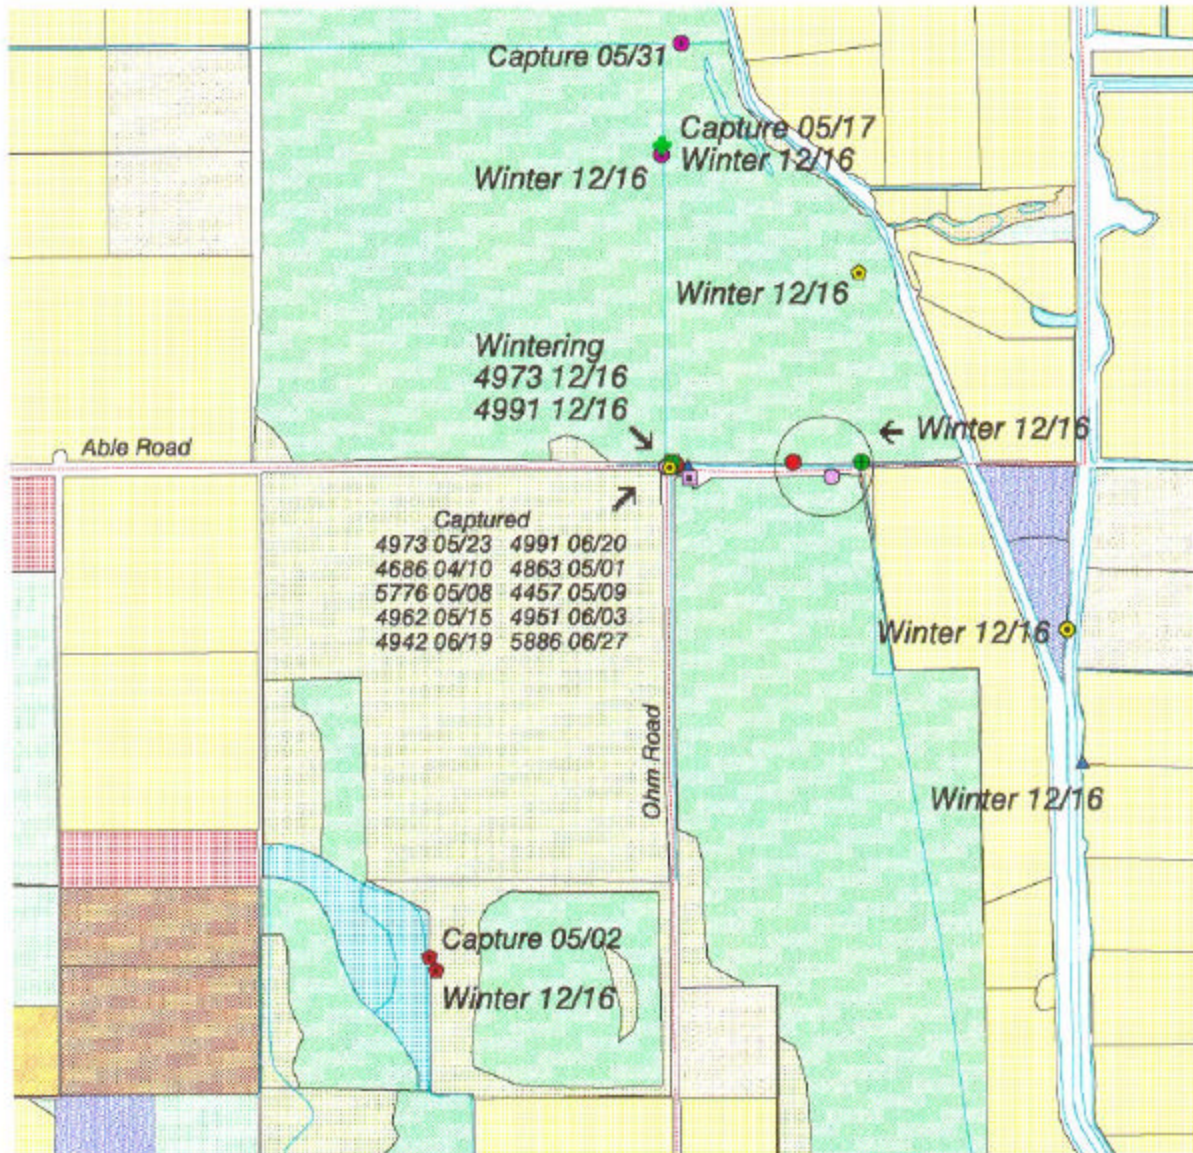 Capture 05/31
Capture 05/17
Winter 12/16
Winter 12/16
Winter 12/16
Wintering
4973 12/16
4991 12/16
Winter 12/16
Able Road
Captured
4973 05/23 4991 06/20
4686 04/10 4863 05/01
5776 05/08 4457 05/09
4962 05/15 4951 06/03
4942 06/19 5886 06/27
Winter 12/16
Ohm Road
Winter 12/16
Capture 05/02
Winter 12/16